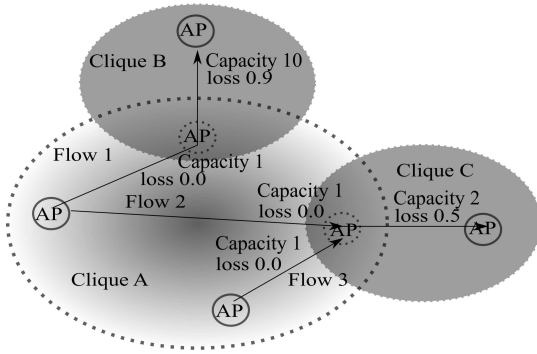 AP
Clique B
Capacity 10
loss 0.9
AP
Flow 1
Capacity 1
loss 0.0
Clique C
AP
Flow 2
Capacity 1
loss 0.0
Capacity 2
loss 0.5
AP
AP
Capacity 1
loss 0.0
Clique A
Flow 3
AP